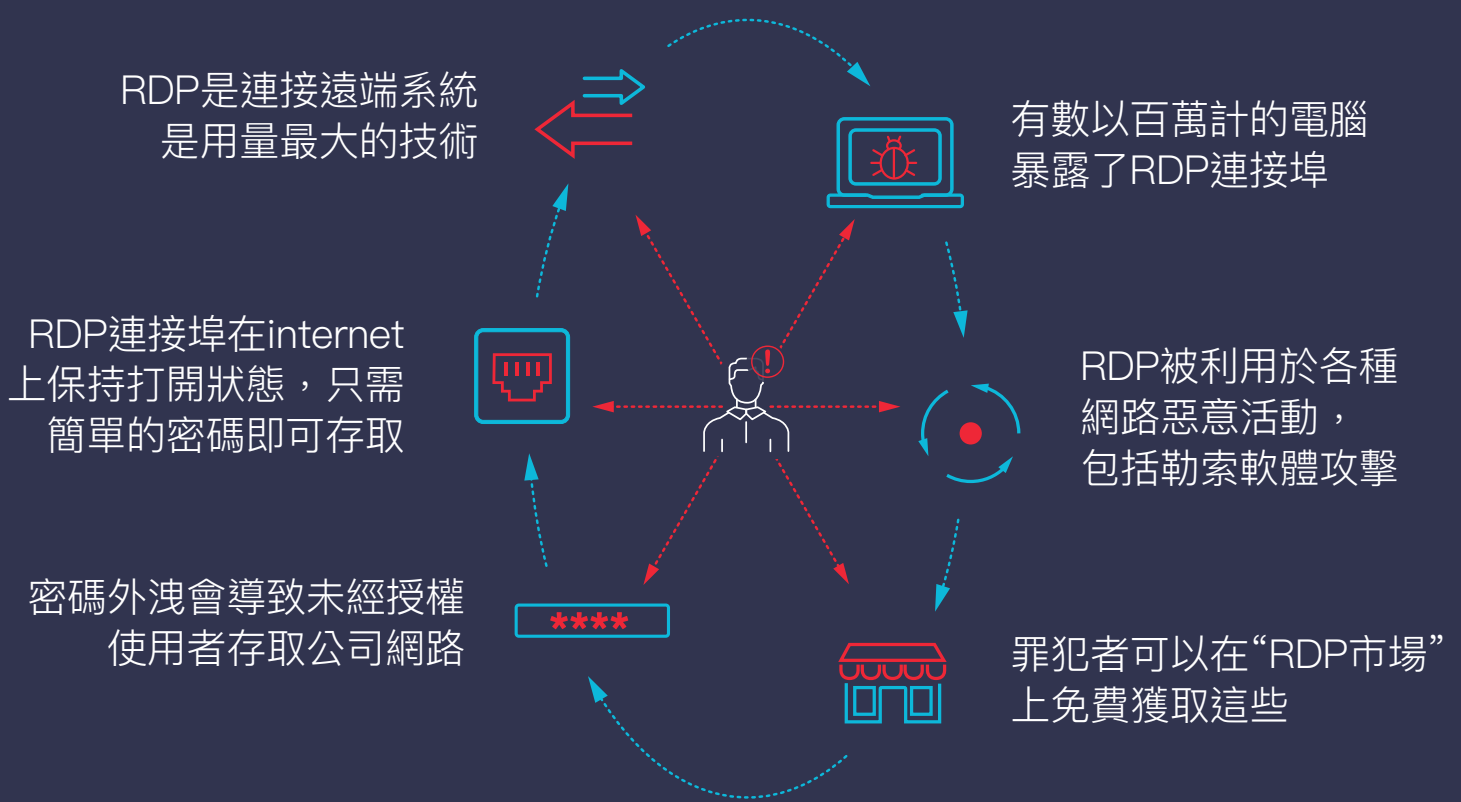 RDP是連接遠端系統
是用量最大的技術
有數以百萬計的電腦
暴露了RDP連接埠
RDP連接埠在internet
上保持打開狀態，只需
簡單的密碼即可存取
RDP被利用於各種
網路惡意活動，
包括勒索軟體攻擊
密碼外洩會導致未經授權
使用者存取公司網路
****
罪犯者可以在“RDP市場”
上免費獲取這些